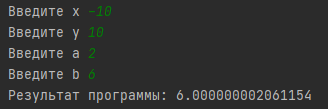 Введите x -10
Введите y 10
Введите a 2
Введите b 6
Результат программы: 6.000000002061154